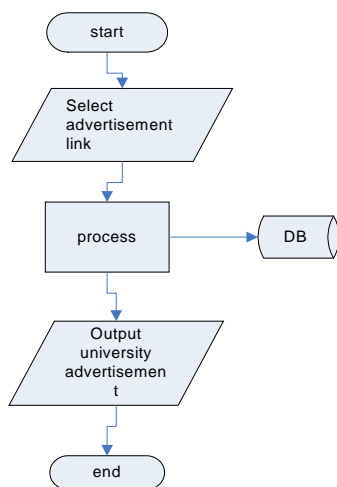 start
Select
advertisement
link
process
DB
Output
university
advertisemen
t
end